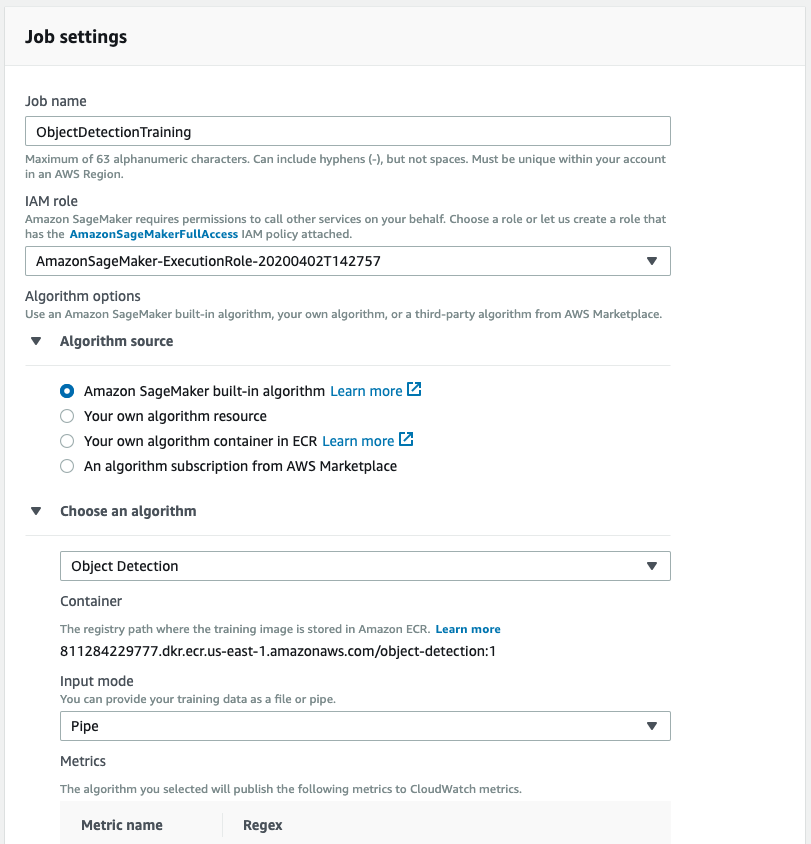 Job settings
Job name
ObjectDetectionTraining
Maximum of 63 alphanumeric characters. Can include hyphens (-), but not spaces. Must be unique within your account
in an AWS Region.
IAM role
Amazon SageMaker requires permissions to call other services on your behalf. Choose a role or let us create a role that
has the AmazonSageMakerFullAccess IAM policy attached.
AmazonSageMaker-ExecutionRole-20200402T142757
Algorithm options
Use an Amazon SageMaker built-in algorithm, your own algorithm, or a third-party algorithm from AWS Marketplace.
Algorithm source
Amazon SageMaker built-in algorithm Learn more
Your own algorithm resource
Your own algorithm container in ECR Learn more
An algorithm subscription from AWS Marketplace
Choose an algorithm
Object Detection
Container
The registry path where the training image is stored in Amazon ECR. Learn more
811284229777.dkr.ecr.us-east-1.amazonaws.com/object-detection:1
Input mode
You can provide your training data as a file or pipe.
Pipe
Metrics
The algorithm you selected will publish the following metrics to CloudWatch metrics.
Metric name Regex